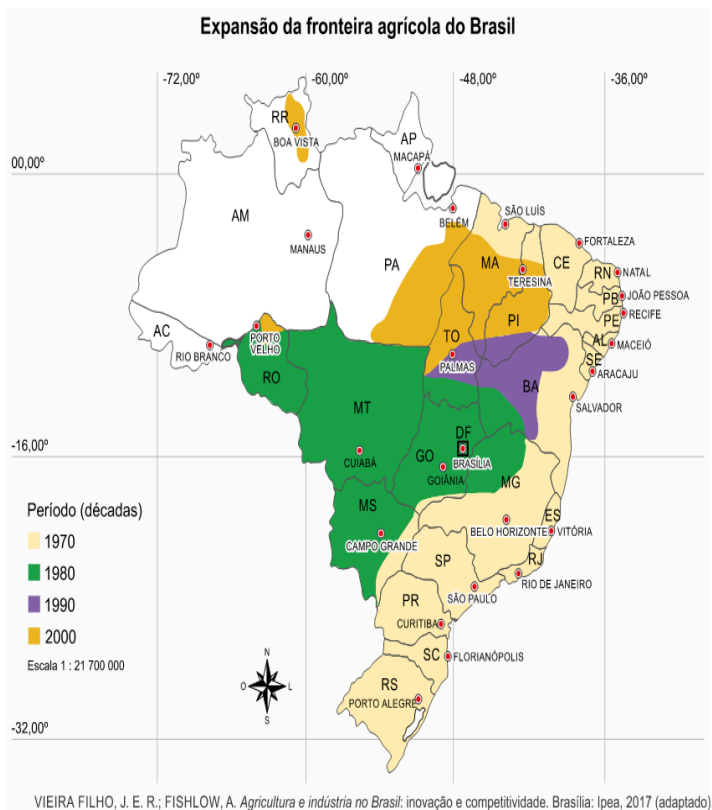 Expansão da fronteira agrícola do Brasil
-72,00º -60,00º -48,00º -36,00º
RR
BOA VISTA
AP
MACAPÁ
00,00º
BELÉM
SÃO LUÍS
AM
MANAUS
FORTALEZA
PA
MA
CE
TERESINA
RN
NATAL
PB
JOÃO PESSOA
PE
RECIFE
PI
AC
PORTO
VELHO
TO
AL
MACEIÓ
RIO BRANCO
PALMAS
SE
ARACAJU
RO
BA
MT
SALVADOR
DF
-16,00º
CUIABÁ
GO
BRASÍLIA
GOIÂNIA
MG
MS
Período (décadas)
ES
BELO HORIZONTE
VITÓRIA
1970
CAMPO GRANDE
SP
RJ
1980
RIO DE JANEIRO
SÃO PAULO
1990
PR
2000
CURITIBA
Escala 1 : 21 700 000
SC
FLORIANÓPOLIS
N
O L
S
RS
PORTO ALEGRE
-32,00º
VIEIRA FILHO, J. E. R.; FISHLOW, A. Agricultura e indústria no Brasil: inovação e competitividade. Brasília: Ipea, 2017 (adaptado)